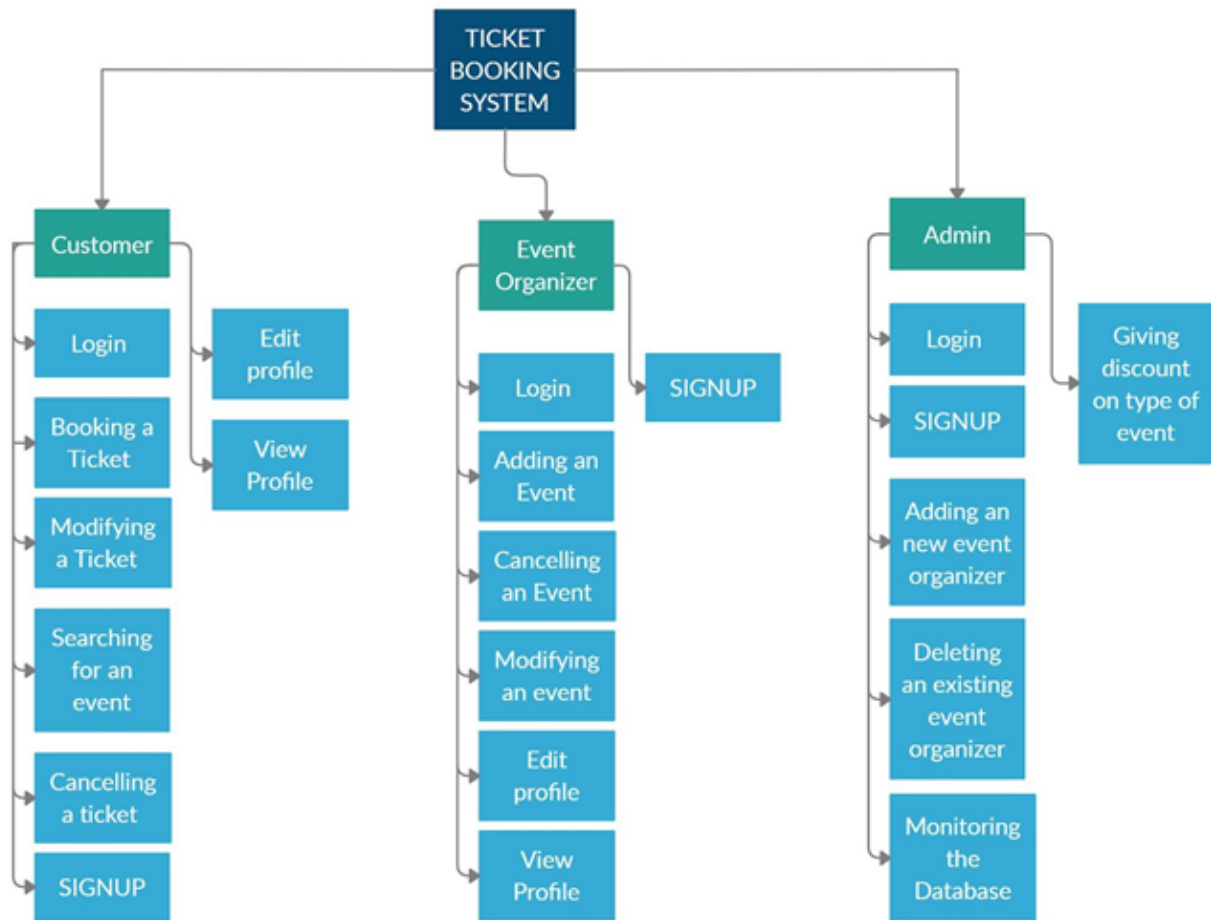 TICKET
BOOKING
SYSTEM
Customer
Login
Booking a
Ticket
Modifying
a Ticket
Searching
for an
event
Cancelling
a ticket
SIGNUP
Edit
profile
View
Profile
Event
Organizer
Login
Adding an
Event
Cancelling
an Event
Modifying
an event
Edit
profile
View
Profile
SIGNUP
Admin
Login
SIGNUP
Adding an
new event
organizer
Deleting
an existing
event
organizer
Monitoring
the
Database
Giving
discount
on type of
event